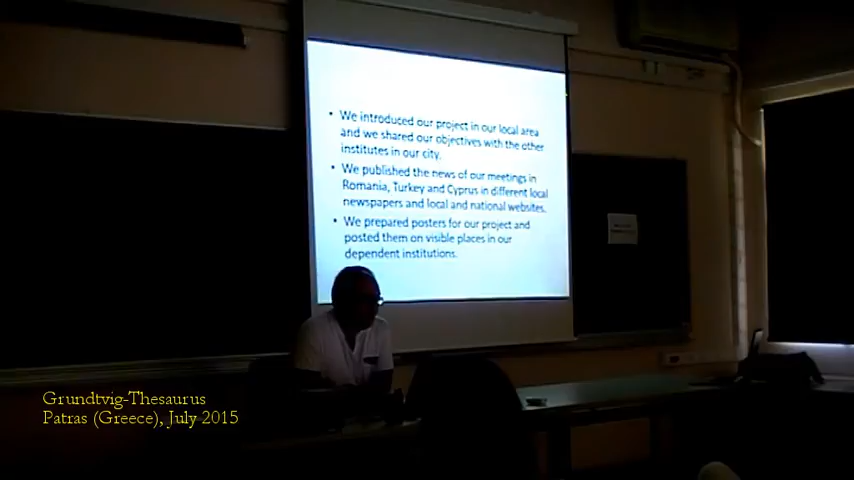 • We introduced our project in our local area
and we shared our objectives with the other
institutes in our city.
• We published the news of our meetings in
Romania, Turkey and Cyprus in different local
newspapers and local and national websites.
• We prepared posters for our project and
posted them on visible places in our
dependent institutions.
Grundtvig-Thesaurus
Patras (Greece), July 2015